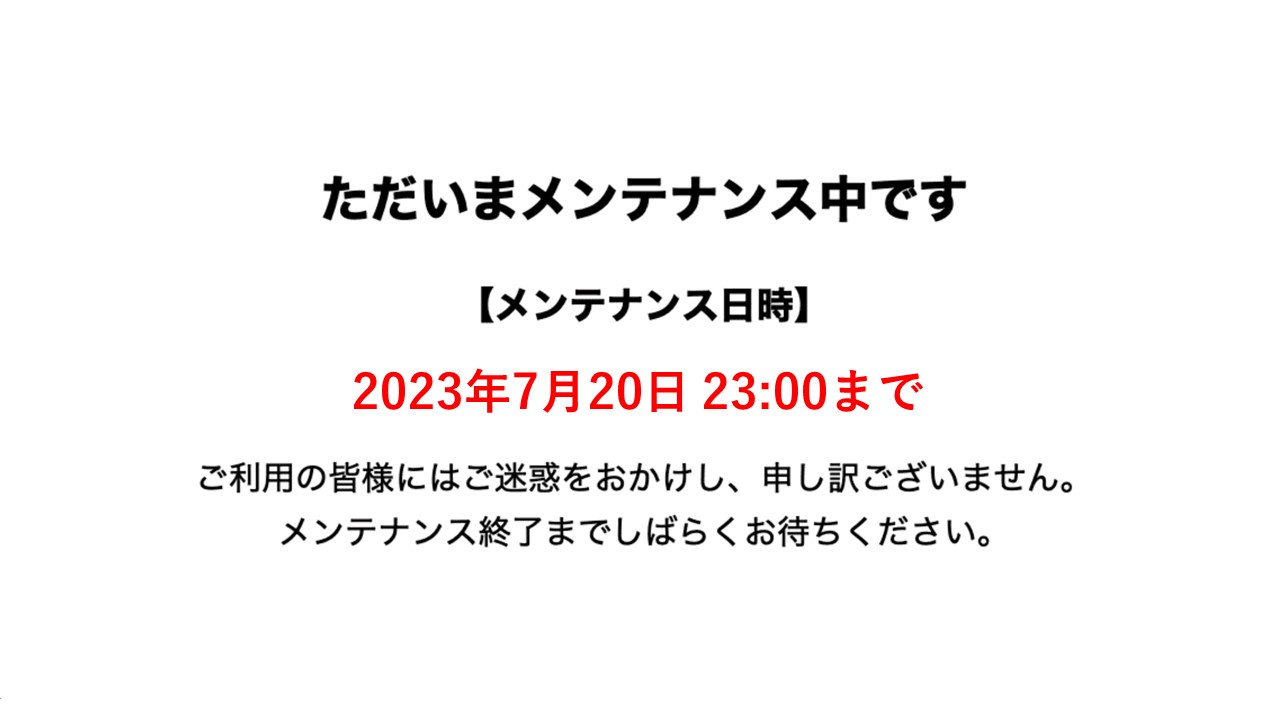 ただいまメンテナンス中です
【メンテナンス日時】
2023年7月20日 23:00まで
ご利用の皆様にはご迷惑をおかけし、申し訳ございません。
メンテナンス終了までしばらくお待ちください。